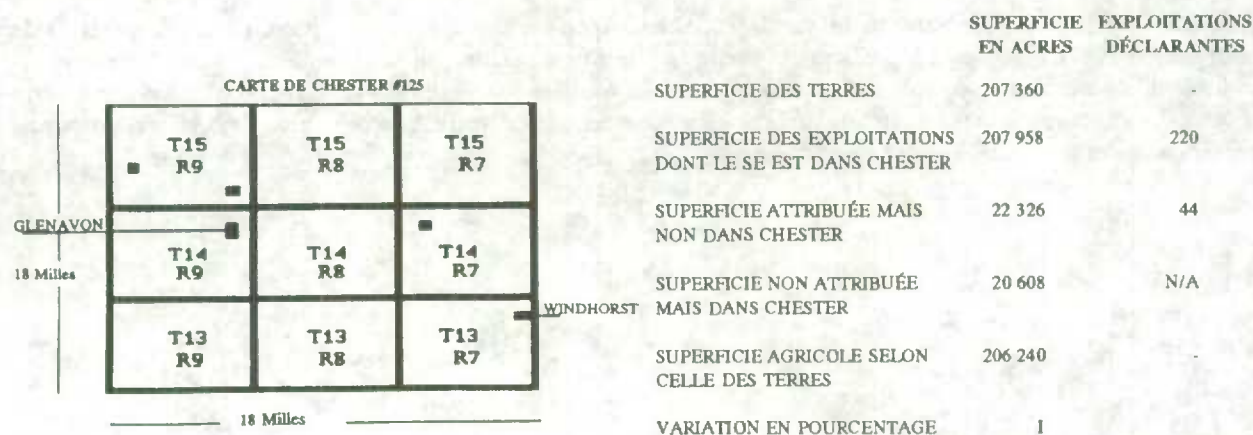 CARTE DE CHESTER #125
T15 T15 T15
R9 R8 R7
GLENAVON
T14 T14 T14
R9 R8 R7
18 Milles
WINDHORST
T13 T13 T13
R9 R8 R7
18 Milles
SUPERFICIE EXPLOITATIONS
EN ACRES DÉCLARANTES
SUPERFICIE DES TERRES 207 360 -
SUPERFICIE DES EXPLOITATIONS 207 958 220
DONT LE SE EST DANS CHESTER
SUPERFICIE ATTRIBUÉE MAIS 22 326 44
NON DANS CHESTER
SUPERFICIE NON ATTRIBUÉE 20 608 N/A
MAIS DANS CHESTER
SUPERFICIE AGRICOLE SELON 206 240 -
CELLE DES TERRES
VARIATION EN POURCENTAGE 1